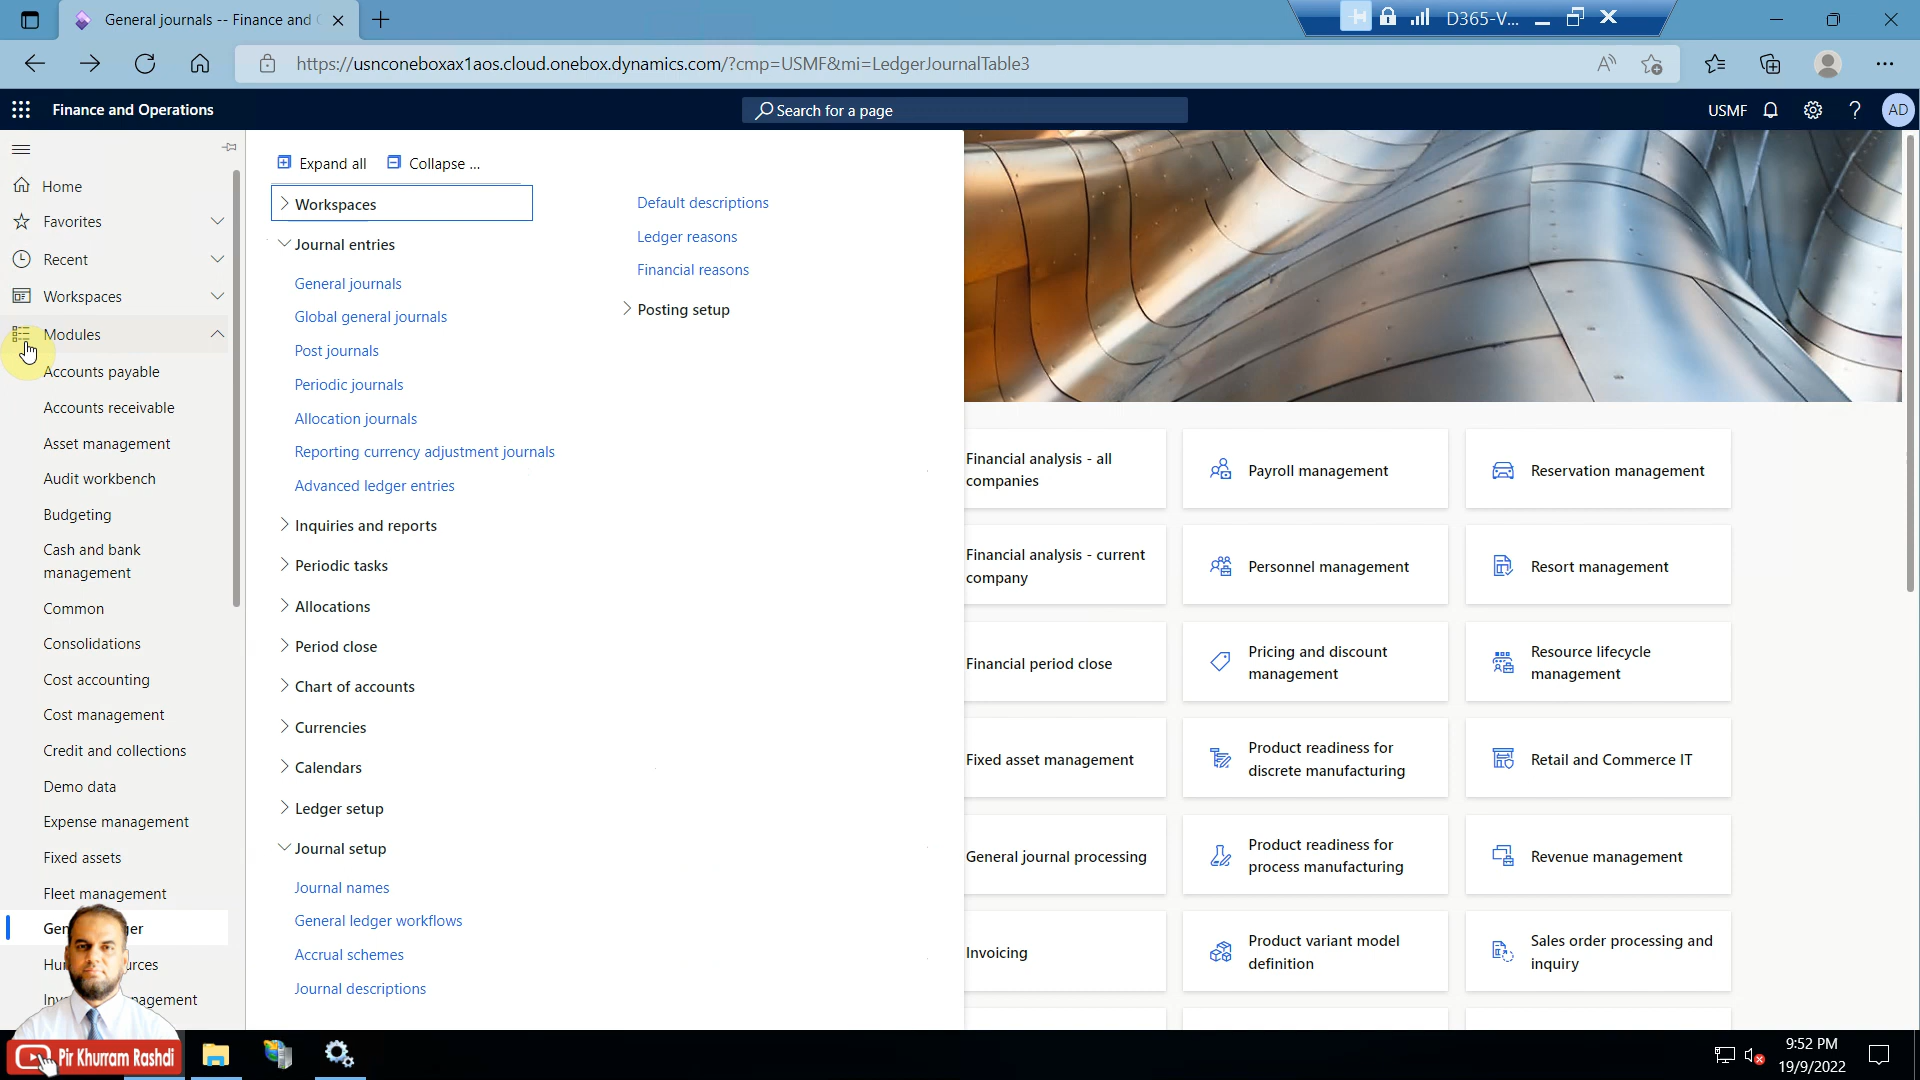 General journals -- Finance and
D365-V...
https://usnconeboxax1aos.cloud.onebox.dynamics.com/?cmp=USMF&mi=LedgerJournalTable3
Finance and Operations
Search for a page
USMF
AD
Home
Favorites
Recent
Workspaces
Modules
Accounts payable
Accounts receivable
Asset management
Audit workbench
Budgeting
Cash and bank
management
Common
Consolidations
Cost accounting
Cost management
Credit and collections
Demo data
Expense management
Fixed assets
Fleet management
Expand all
Collapse ...
Workspaces
Journal entries
General journals
Global general journals
Post journals
Periodic journals
Allocation journals
Reporting currency adjustment journals
Advanced ledger entries
Inquiries and reports
Periodic tasks
Allocations
Period close
Chart of accounts
Currencies
Calendars
Ledger setup
Journal setup
Journal names
General ledger workflows
Accrual schemes
Journal descriptions
Default descriptions
Ledger reasons
Financial reasons
Posting setup
Financial analysis - all
companies
Financial analysis - current
company
Financial period close
Fixed asset management
General journal processing
Invoicing
Payroll management
Personnel management
Pricing and discount
management
Product readiness for
discrete manufacturing
Product readiness for
process manufacturing
Product variant model
definition
Reservation management
Resort management
Resource lifecycle
management
Retail and Commerce IT
Revenue management
Sales order processing and
inquiry
Pir Khurram Rashdi
9:52 PM
19/9/2022